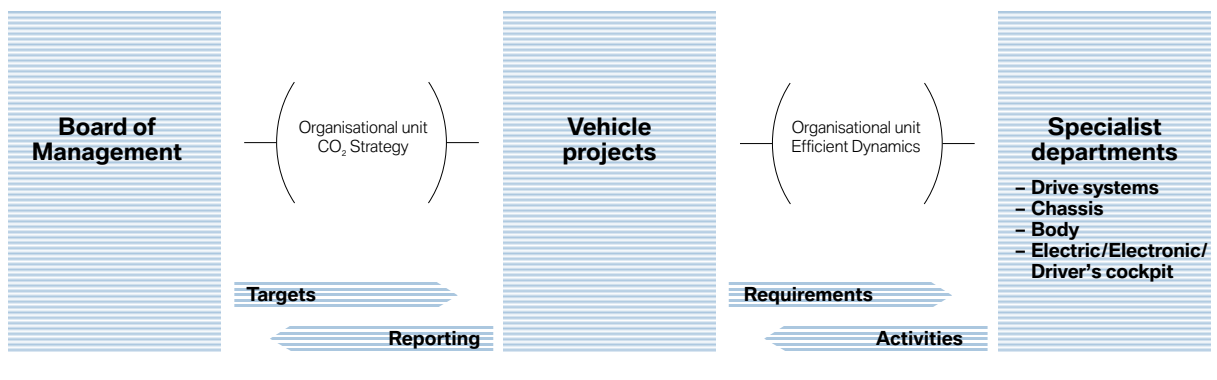 Board of
Management
Organisational unit
CO₂ Strategy
Targets
Reporting
Vehicle
projects
Organisational unit
Efficient Dynamics
Requirements
Activities
Specialist
departments
– Drive systems
– Chassis
– Body
– Electric/Electronic/
Driver's cockpit